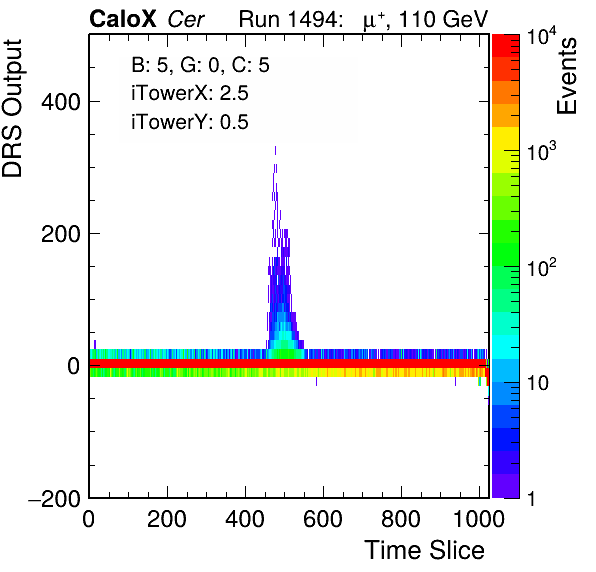 CaloX Cer Run 1494: μ⁺, 110 GeV
B: 5, G: 0, C: 5
iTowerX: 2.5
iTowerY: 0.5
DRS Output
400
200
0
−200
0 200 400 600 800 1000
Time Slice
Events
10⁴
10³
10²
10
1